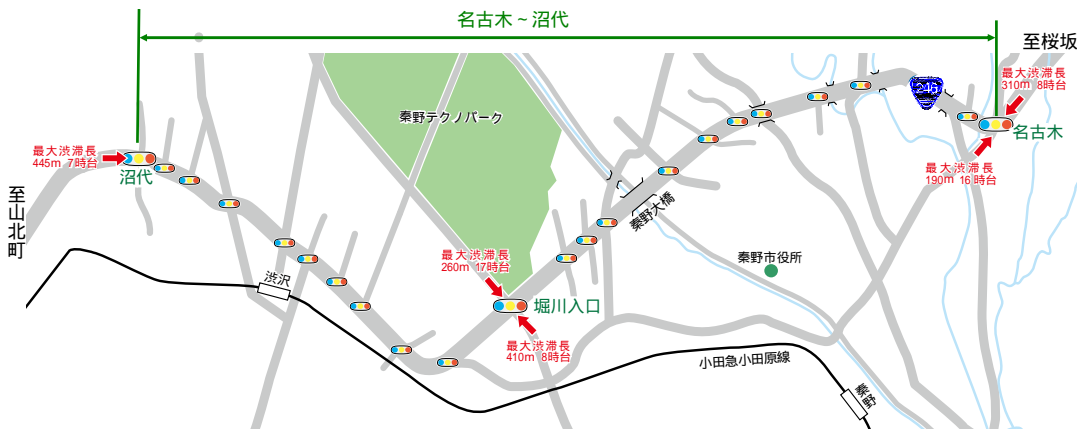 名古木~沼代
至桜坂
最大渋滞長
310m 8時台
246
秦野テクノパーク
名古木
最大渋滞長
445m 7時台
沼代
最大渋滞長
190m 16時台
至山北町
秦野大橋
最大渋滞長
260m 17時台
秦野市役所
渋沢
堀川入口
最大渋滞長
410m 8時台
小田急小田原線
秦野